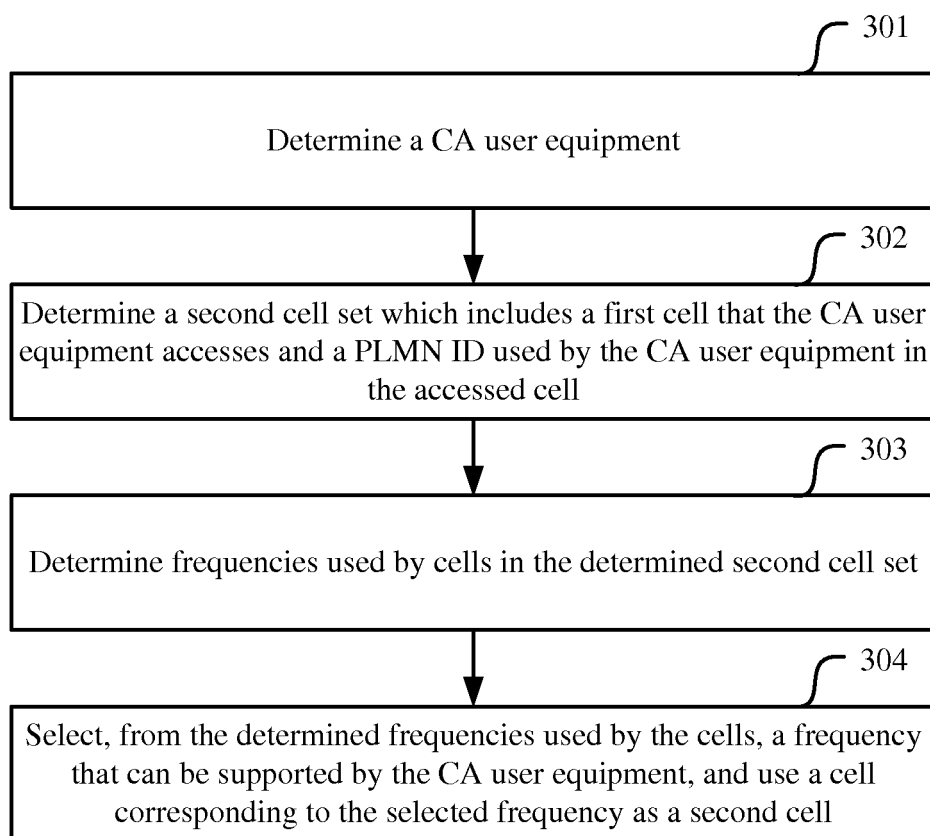 301
Determine a CA user equipment
302
Determine a second cell set which includes a first cell that the CA user
equipment accesses and a PLMN ID used by the CA user equipment in
the accessed cell
303
Determine frequencies used by cells in the determined second cell set
304
Select, from the determined frequencies used by the cells, a frequency
that can be supported by the CA user equipment, and use a cell
corresponding to the selected frequency as a second cell